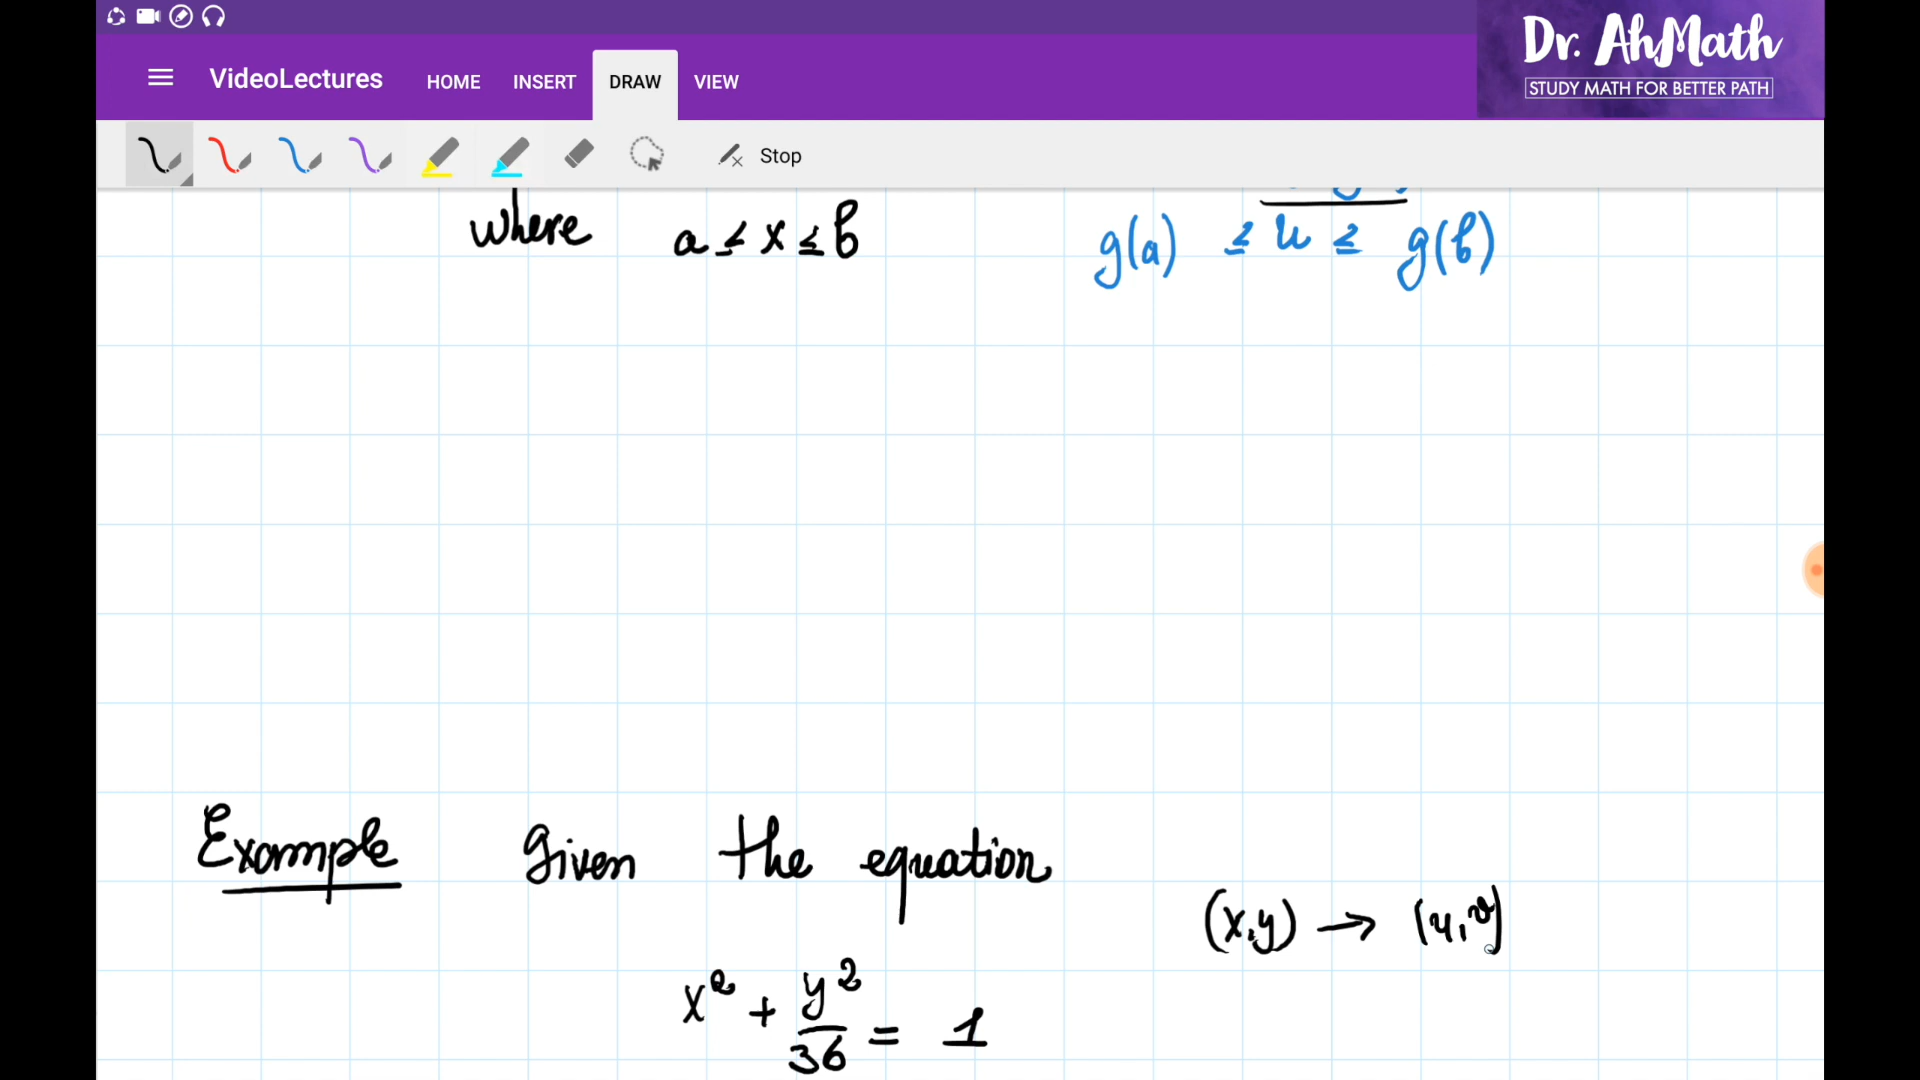 Dr. AhMath
STUDY MATH FOR BETTER PATH
VideoLectures HOME INSERT DRAW VIEW
Stop
where a ≤ x ≤ b g(a) ≤ u ≤ g(b)
Example Given the equation
(x,y) → (u,v)
x² + y²/36 = 1